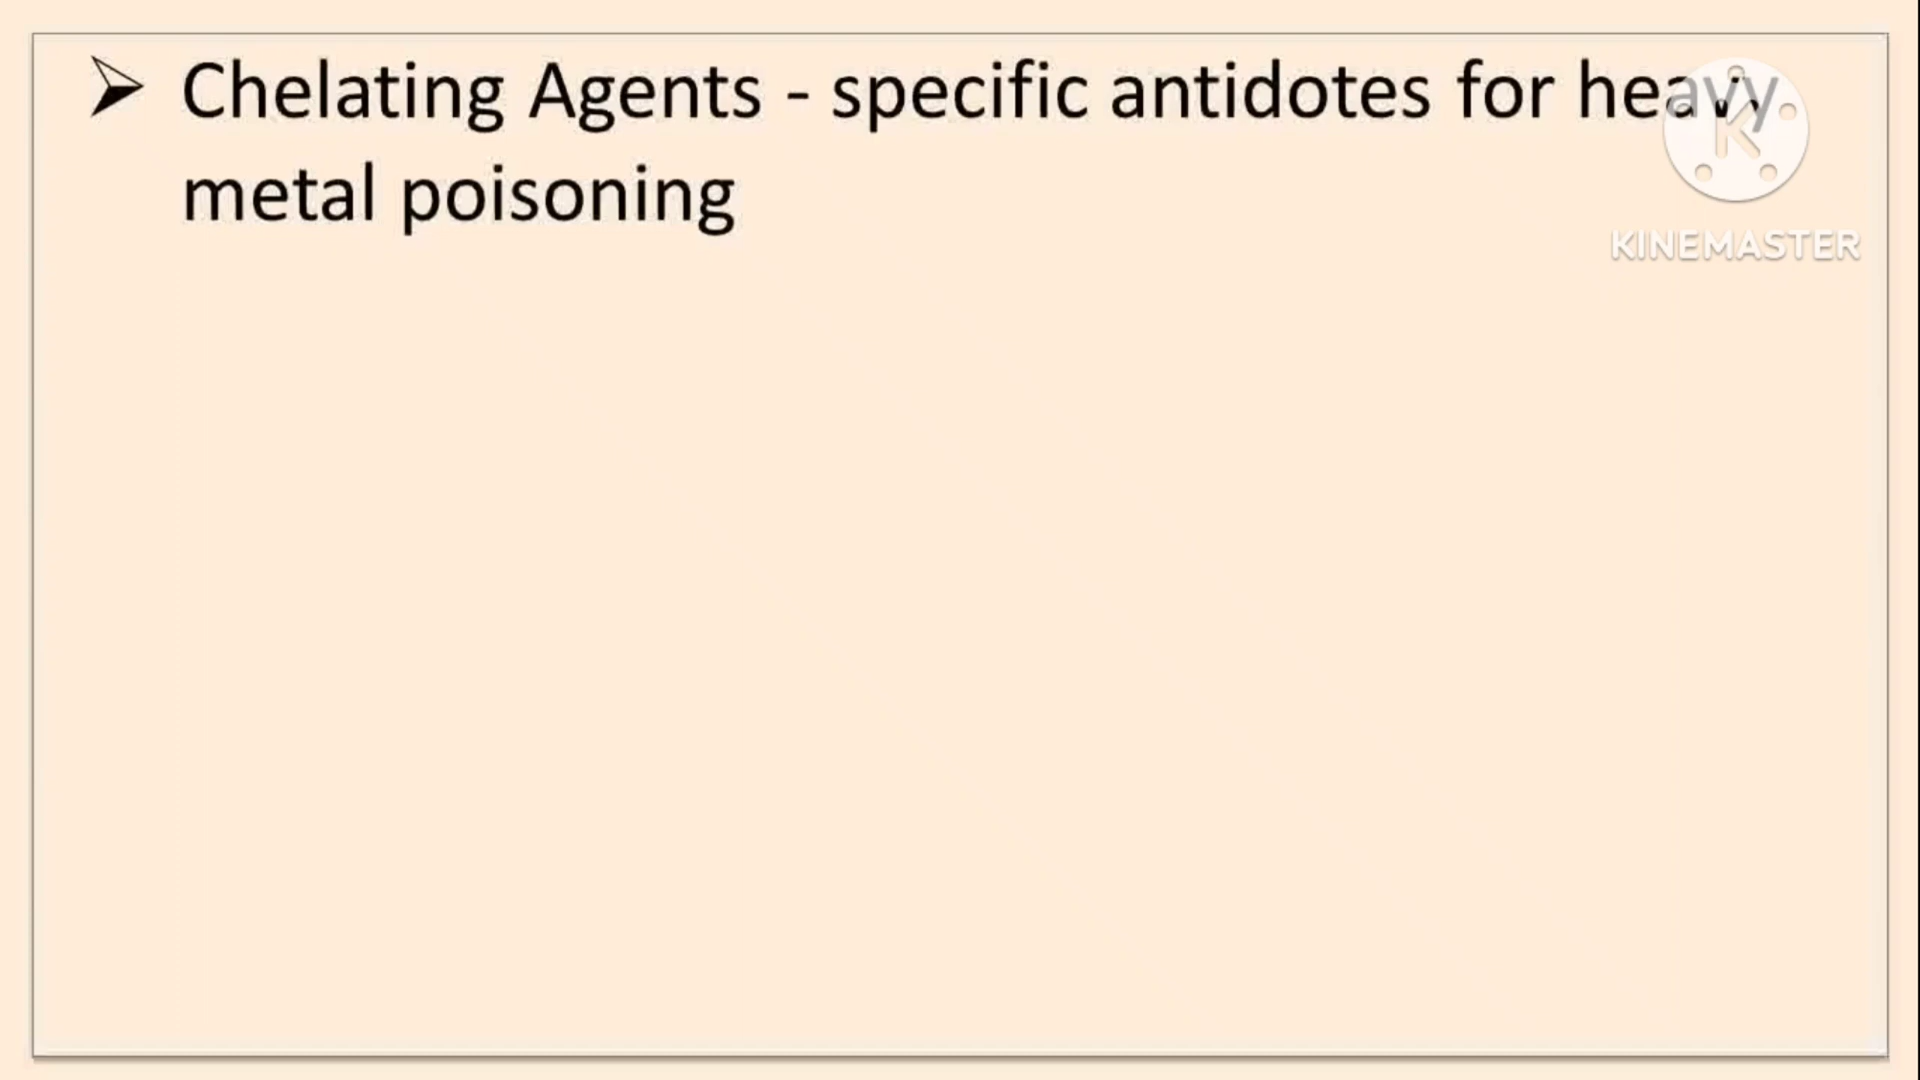 ➢ Chelating Agents - specific antidotes for heavy
metal poisoning
K
KINEMASTER